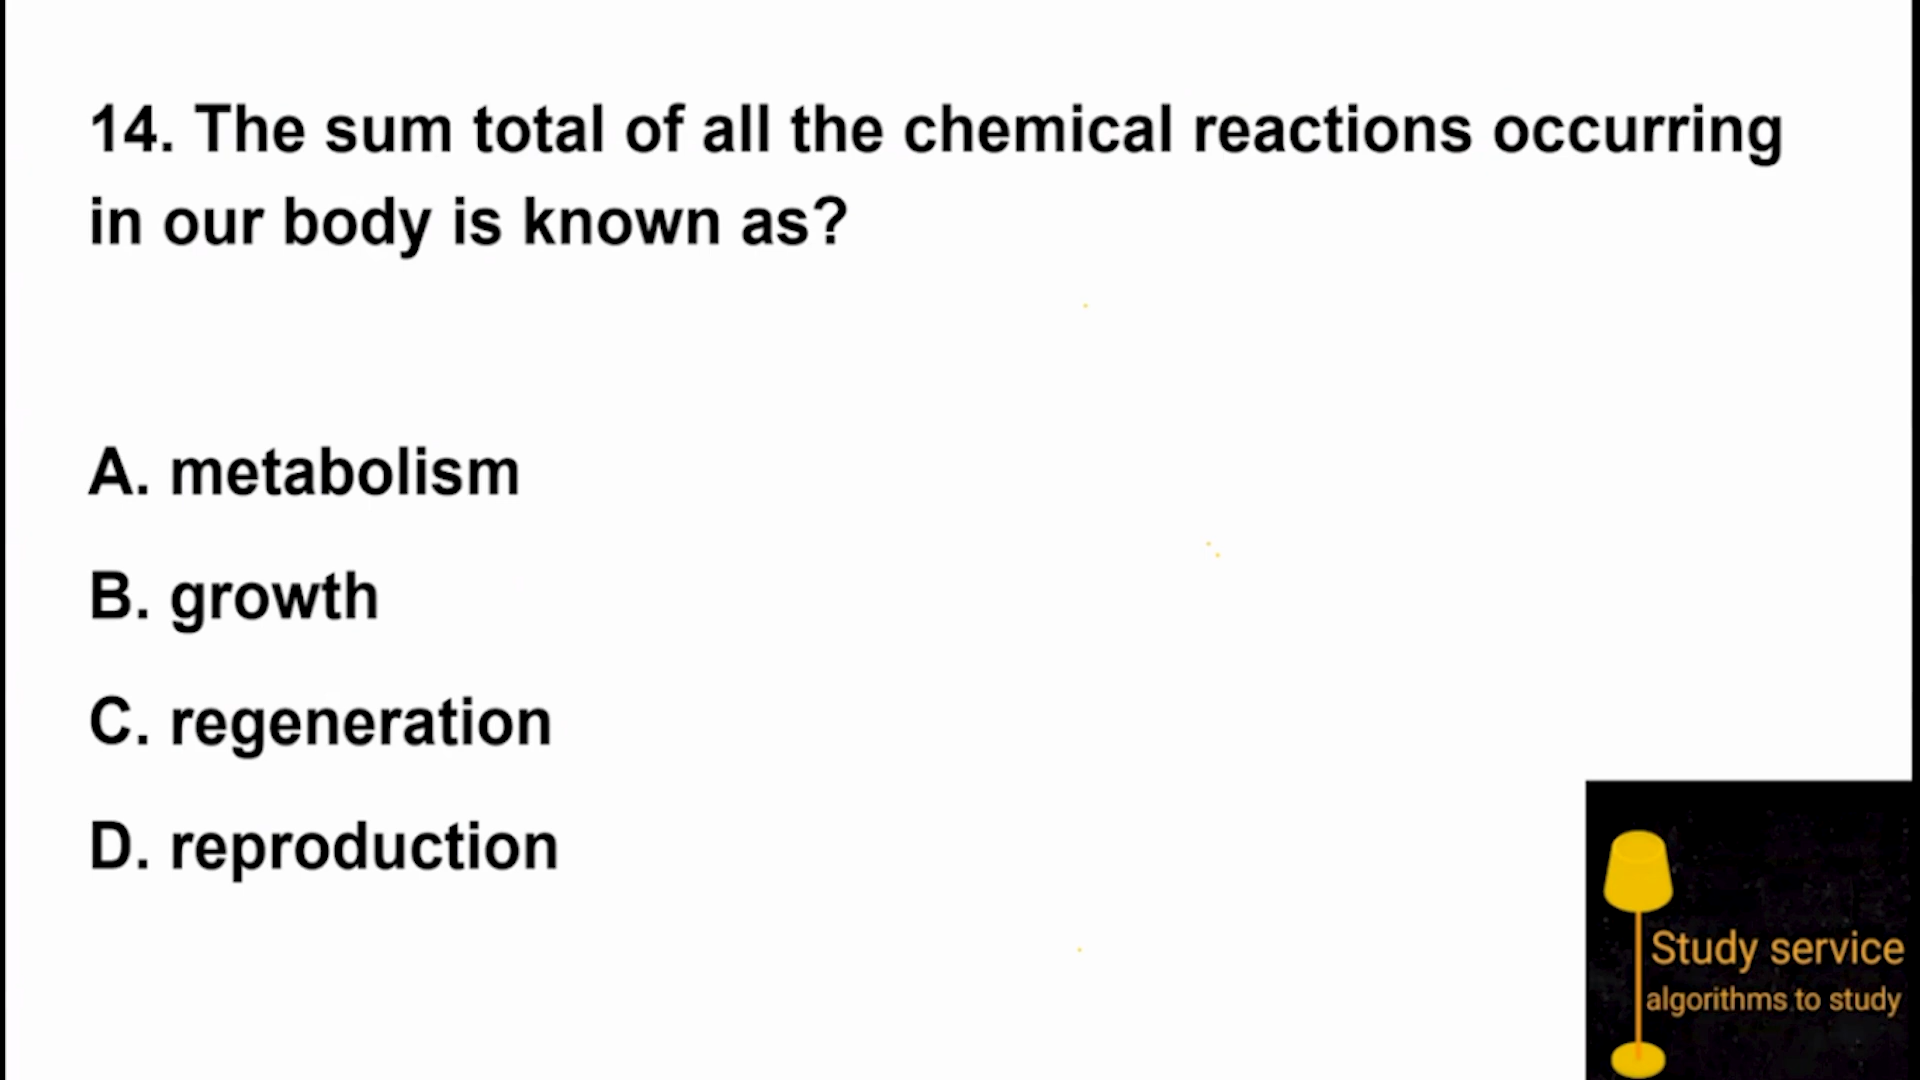 14. The sum total of all the chemical reactions occurring
in our body is known as?
A. metabolism
B. growth
C. regeneration
D. reproduction
Study service
algorithms to study